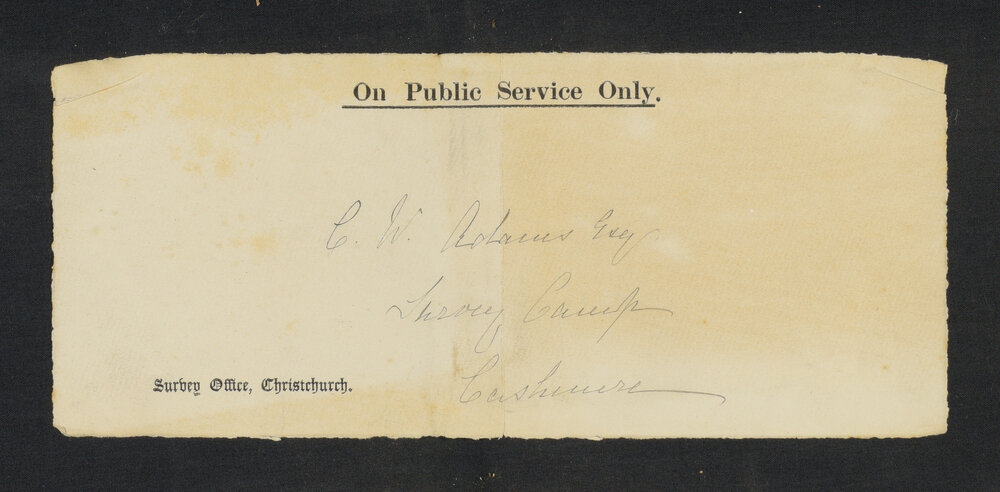 On Public Service Only.
C. W. Adams Esq
Survey Camp
Cashmere
Survey Office, Christchurch.